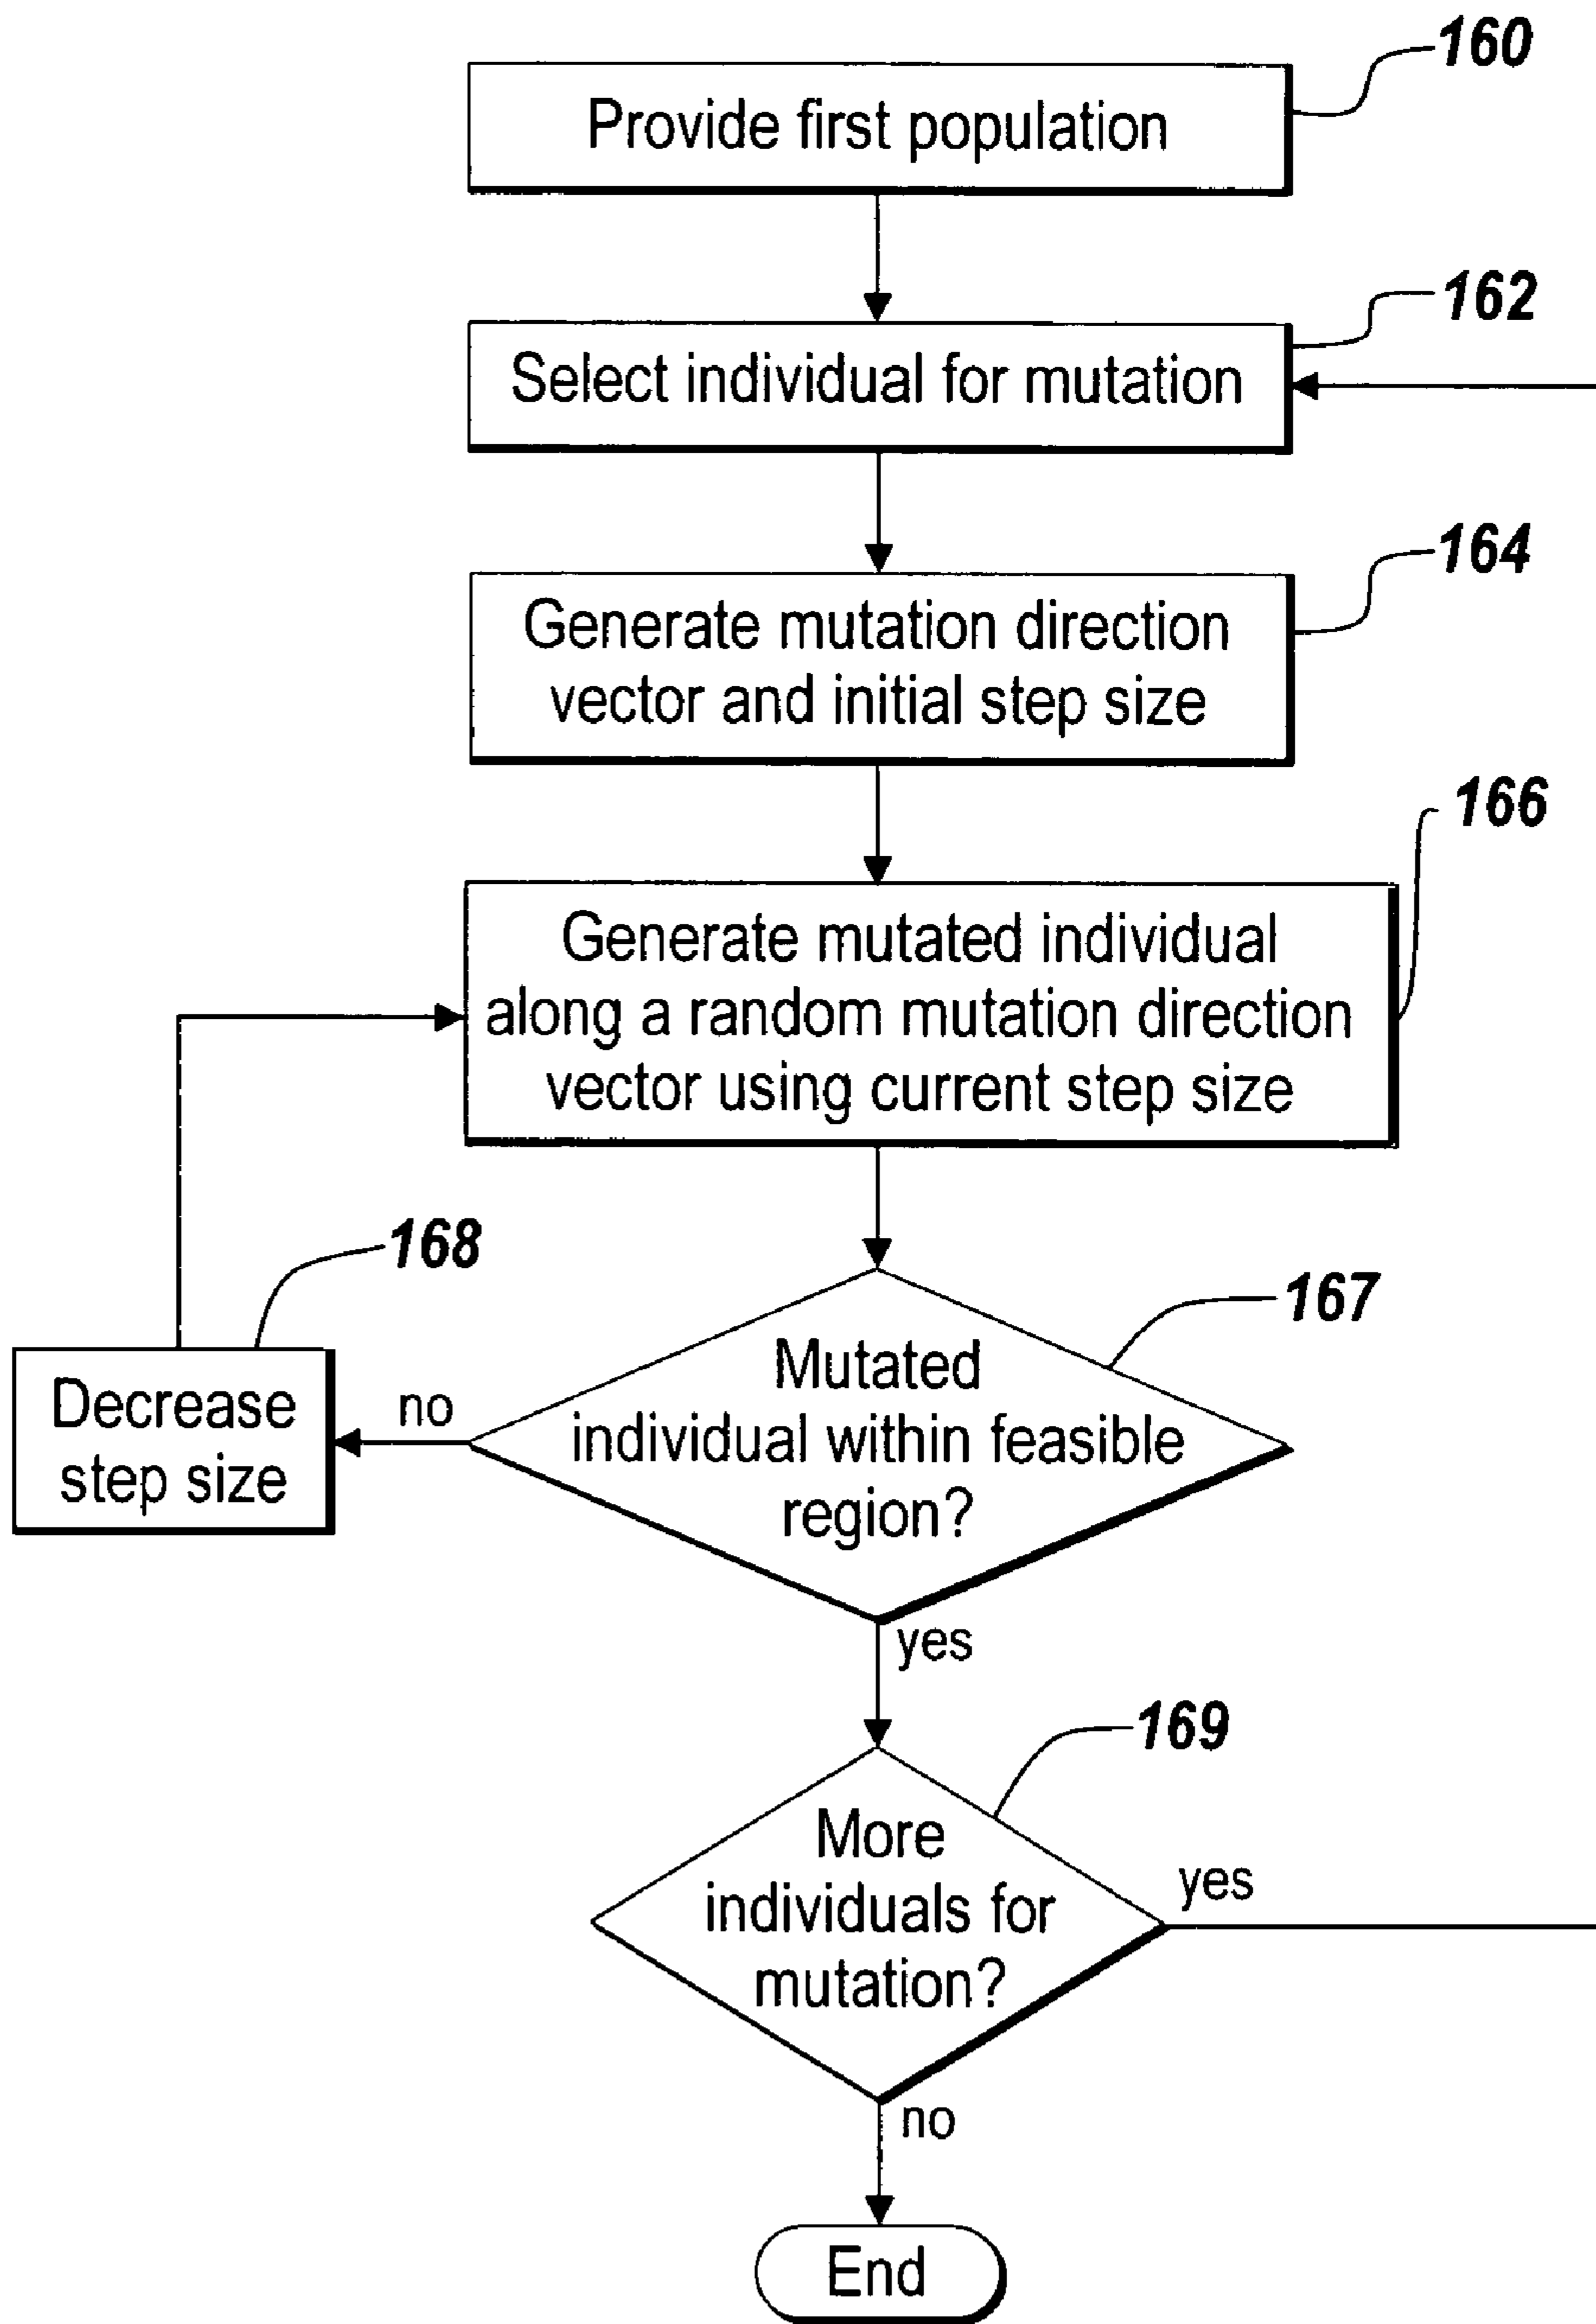 160
Provide first population
162
Select individual for mutation
164
Generate mutation direction
vector and initial step size
166
Generate mutated individual
along a random mutation direction
vector using current step size
168
167
Decrease
step size
no
Mutated
individual within feasible
region?
yes
169
More
individuals for
mutation?
yes
no
End